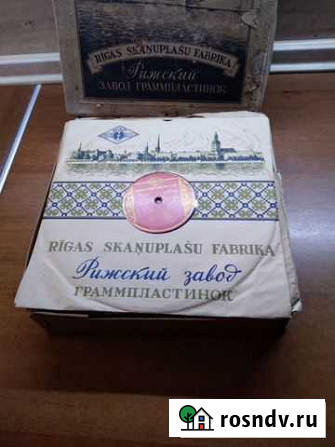 RĪGAS SKAŅUPLAŠU FABRIKA
Рижский
ЗАВОД ГРАММПЛАСТИНОК
RĪGAS SKAŅUPLAŠU FABRIKA
Рижский завод
ГРАММПЛАСТИНОК
rosndv.ru